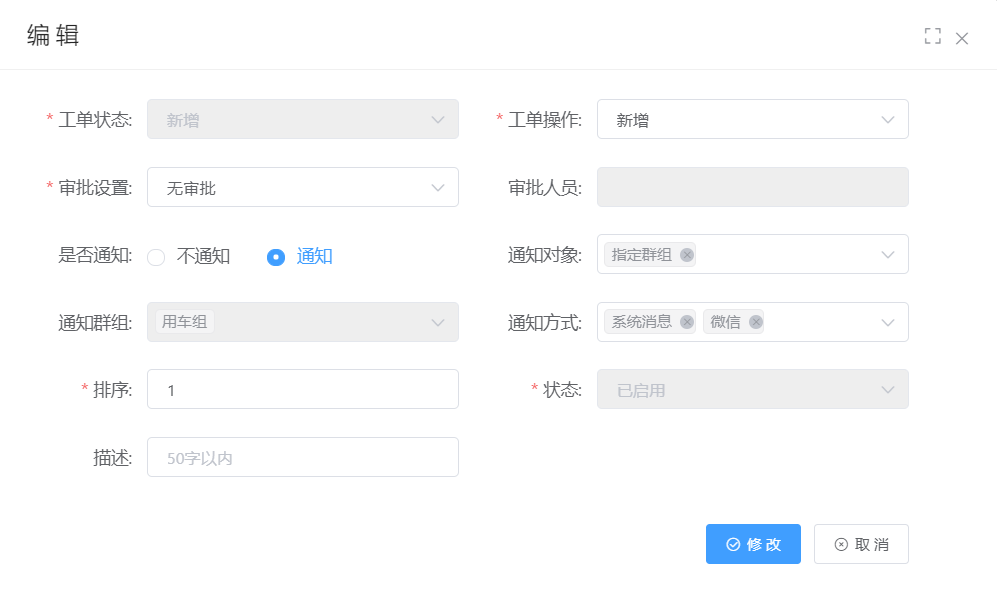 编辑
* 工单状态: 新增 * 工单操作: 新增
* 审批设置: 无审批 审批人员:
是否通知: 不通知 通知 通知对象: 指定群组
通知群组: 用车组 通知方式: 系统消息 微信
* 排序: 1 * 状态: 已启用
描述: 50字以内
修改 取消